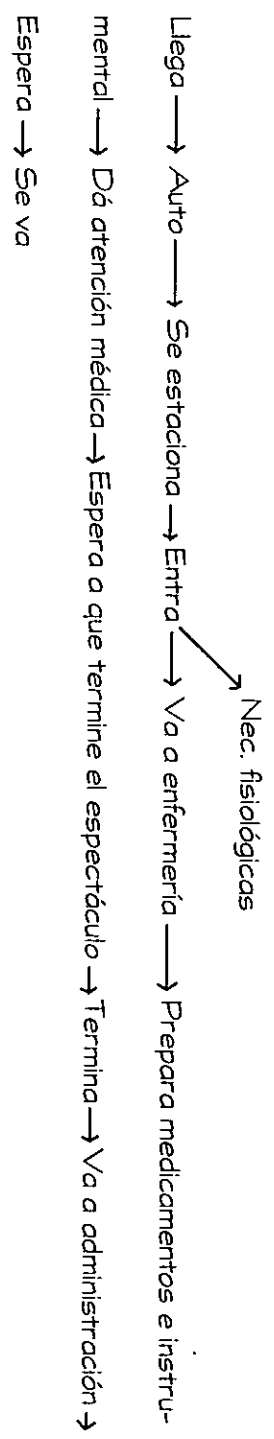 Nec. fisiológicas
Llega → Auto → Se estaciona → Entra → Va a enfermería → Prepara medicamentos e instru-
mental → Dá atención médica → Espera a que termine el espectáculo → Termina → Va a administración →
Espera → Se va